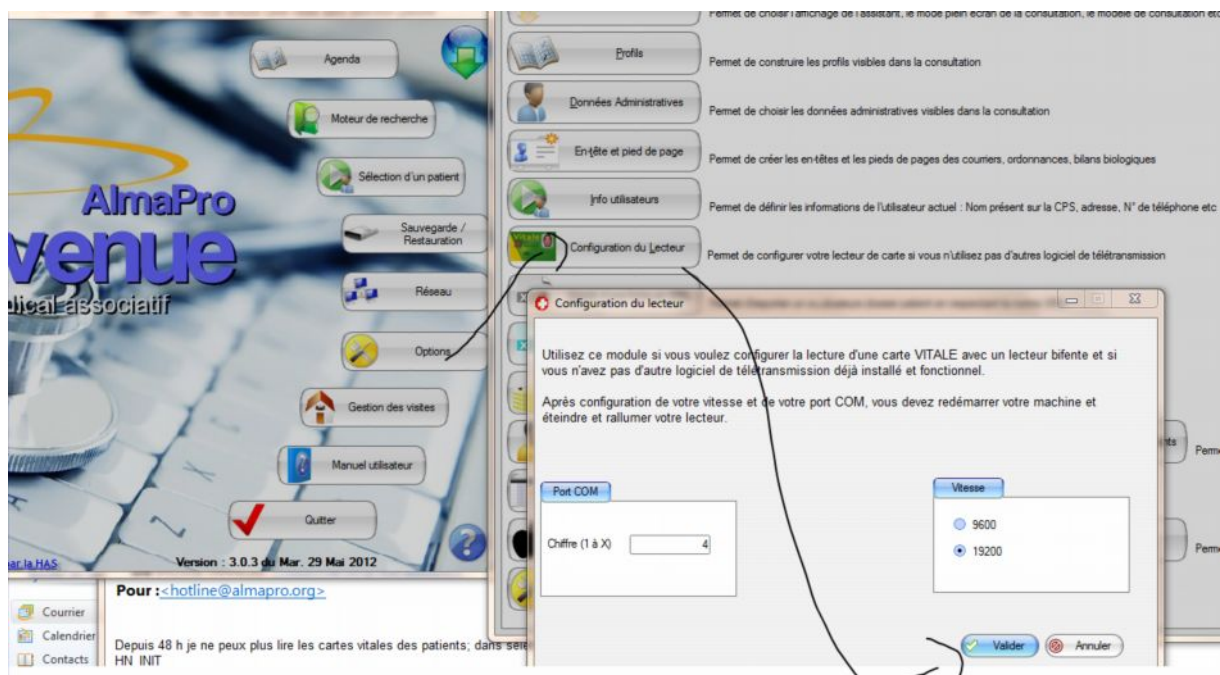 Agenda
Moteur de recherche
Sélection d'un patient
AlmaPro
venue
dical associatif
Sauvegarde /
Restauration
Réseau
Options
Gestion des visites
Manuel utilisateur
Quitter
par la HAS
Version : 3.0.3 du Mar. 29 Mai 2012
Permet de choisir l'affichage de l'assistant, le mode plein écran de la consultation, le modèle de consultation etc
Profils
Permet de construire les profils visibles dans la consultation
Données Administratives
Permet de choisir les données administratives visibles dans la consultation
En-tête et pied de page
Permet de créer les en-têtes et les pieds de pages des courriers, ordonnances, bilans biologiques
Info utilisateurs
Permet de définir les informations de l'utilisateur actuel : Nom présent sur la CPS, adresse, N° de téléphone etc
Vitale
Configuration du Lecteur
Permet de configurer votre lecteur de carte si vous n'utilisez pas d'autres logiciel de télétransmission
Configuration du lecteur
Utilisez ce module si vous voulez configurer la lecture d'une carte VITALE avec un lecteur bifente et si
vous n'avez pas d'autre logiciel de télétransmission déjà installé et fonctionnel.
Après configuration de votre vitesse et de votre port COM, vous devez redémarrer votre machine et
éteindre et rallumer votre lecteur.
Port COM
Chiffre (1 à X) 4
Vitesse
9600
19200
Valider
Annuler
nts
Perme
Perme
Courrier
Calendrier
Contacts
Pour :<hotline@almapro.org>
Depuis 48 h je ne peux plus lire les cartes vitales des patients; dans séle
HN_INIT